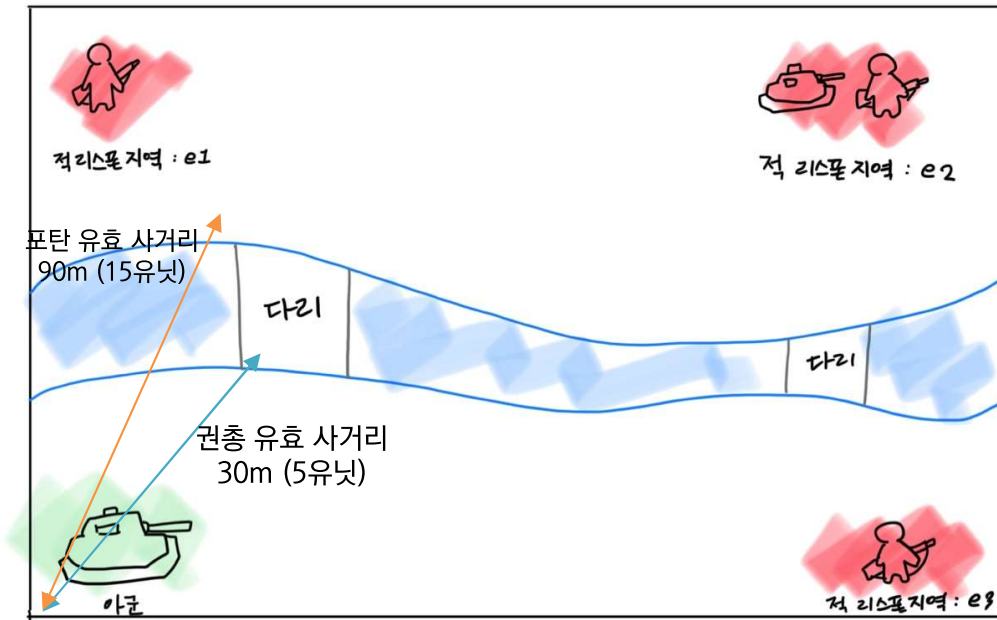 적 리스폰 지역 : e1
적 리스폰 지역 : e2
포탄 유효 사거리
90m (15유닛)
다리
다리
권총 유효 사거리
30m (5유닛)
아군
적 리스폰 지역 : e3